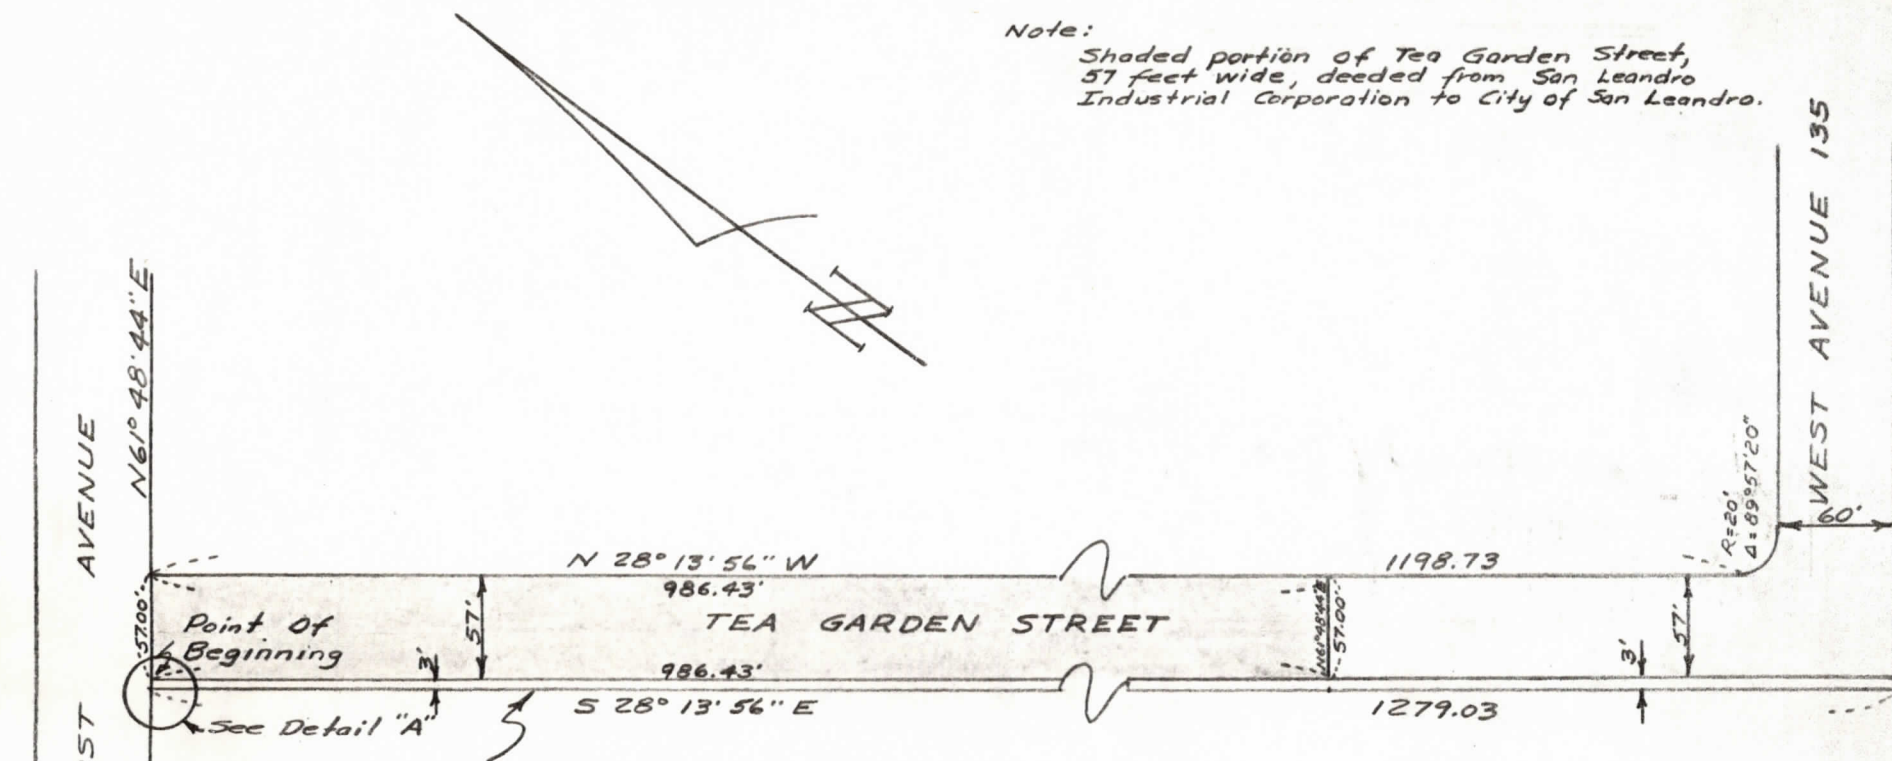 Note:
Shaded portion of Tea Garden Street,
57 feet wide, deeded from San Leandro
Industrial Corporation to City of San Leandro.
N
WEST AVENUE 135
AVENUE
N61°48'44"E
R=20'
Δ=89°57'20"
60'
N 28° 13' 56" W
986.43'
1198.73
57.00'
Point of
Beginning
57'
TEA GARDEN STREET
N61°48'44"E
57.00'
57'
3'
986.43'
3'
S 28° 13' 56" E
1279.03
See Detail "A"
ST